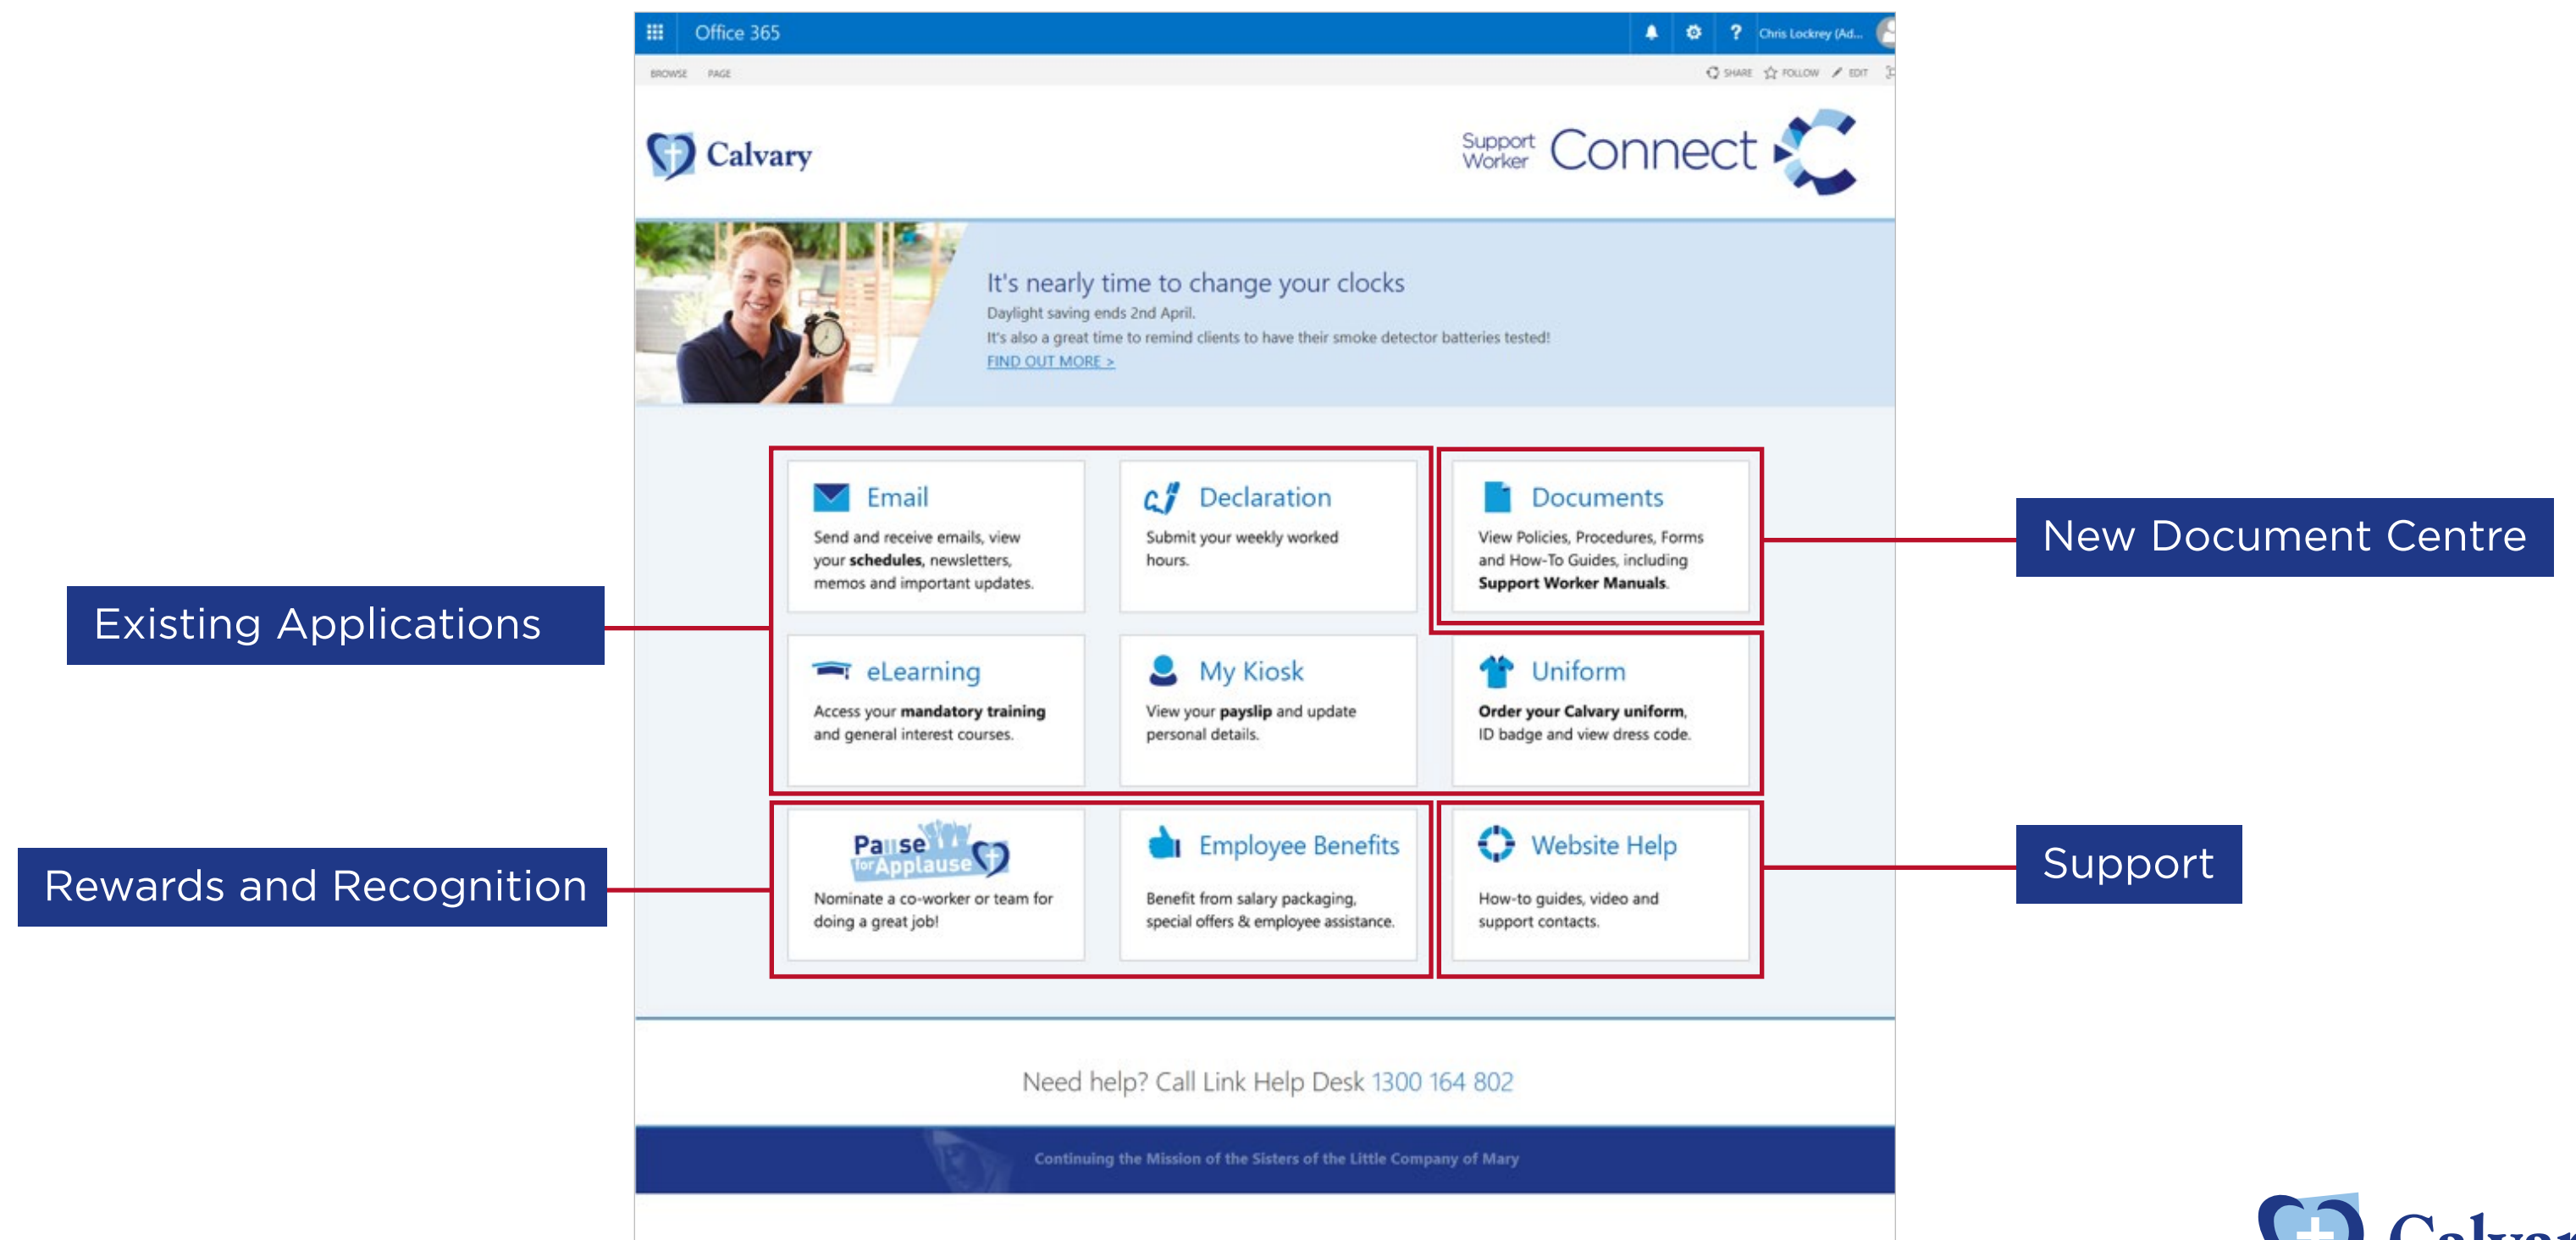 Office 365
Chris Lockrey (Ad...
BROWSE PAGE
SHARE FOLLOW EDIT
Calvary
Support Worker Connect
It's nearly time to change your clocks
Daylight saving ends 2nd April.
It's also a great time to remind clients to have their smoke detector batteries tested!
FIND OUT MORE >
Existing Applications
Email
Send and receive emails, view
your schedules, newsletters,
memos and important updates.
Declaration
Submit your weekly worked
hours.
Documents
View Policies, Procedures, Forms
and How-To Guides, including
Support Worker Manuals.
New Document Centre
eLearning
Access your mandatory training
and general interest courses.
My Kiosk
View your payslip and update
personal details.
Uniform
Order your Calvary uniform,
ID badge and view dress code.
Rewards and Recognition
Pause
for Applause
Nominate a co-worker or team for
doing a great job!
Employee Benefits
Benefit from salary packaging,
special offers & employee assistance.
Website Help
How-to guides, video and
support contacts.
Support
Need help? Call Link Help Desk 1300 164 802
Continuing the Mission of the Sisters of the Little Company of Mary